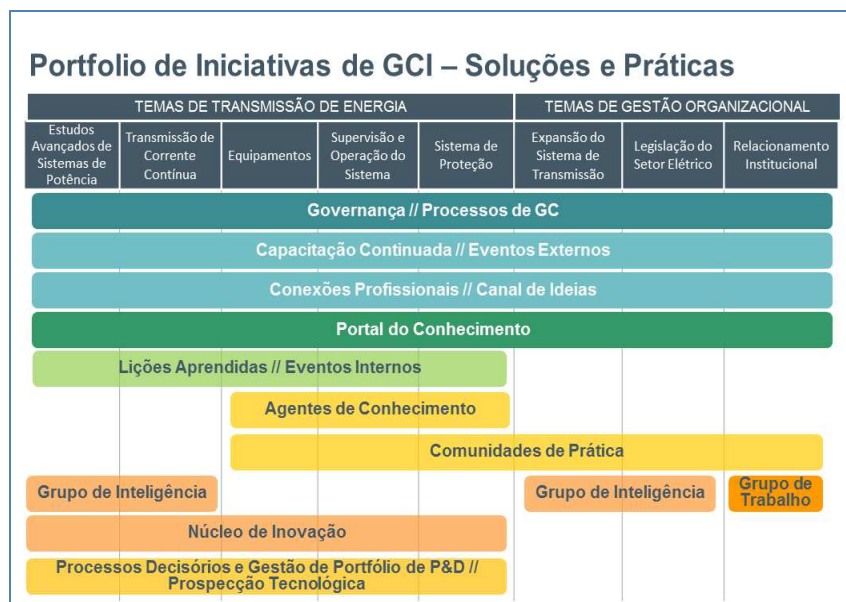 Portfolio de Iniciativas de GCI – Soluções e Práticas
TEMAS DE TRANSMISSÃO DE ENERGIA
TEMAS DE GESTÃO ORGANIZACIONAL
Estudos
Avançados de
Sistemas de
Potência
Transmissão de
Corrente
Contínua
Equipamentos
Supervisão e
Operação do
Sistema
Sistema de
Proteção
Expansão do
Sistema de
Transmissão
Legislação do
Setor Elétrico
Relacionamento
Institucional
Governança // Processos de GC
Capacitação Continuada // Eventos Externos
Conexões Profissionais // Canal de Ideias
Portal do Conhecimento
Lições Aprendidas // Eventos Internos
Agentes de Conhecimento
Comunidades de Prática
Grupo de Inteligência
Grupo de Inteligência
Grupo de
Trabalho
Núcleo de Inovação
Processos Decisórios e Gestão de Portfólio de P&D //
Prospecção Tecnológica